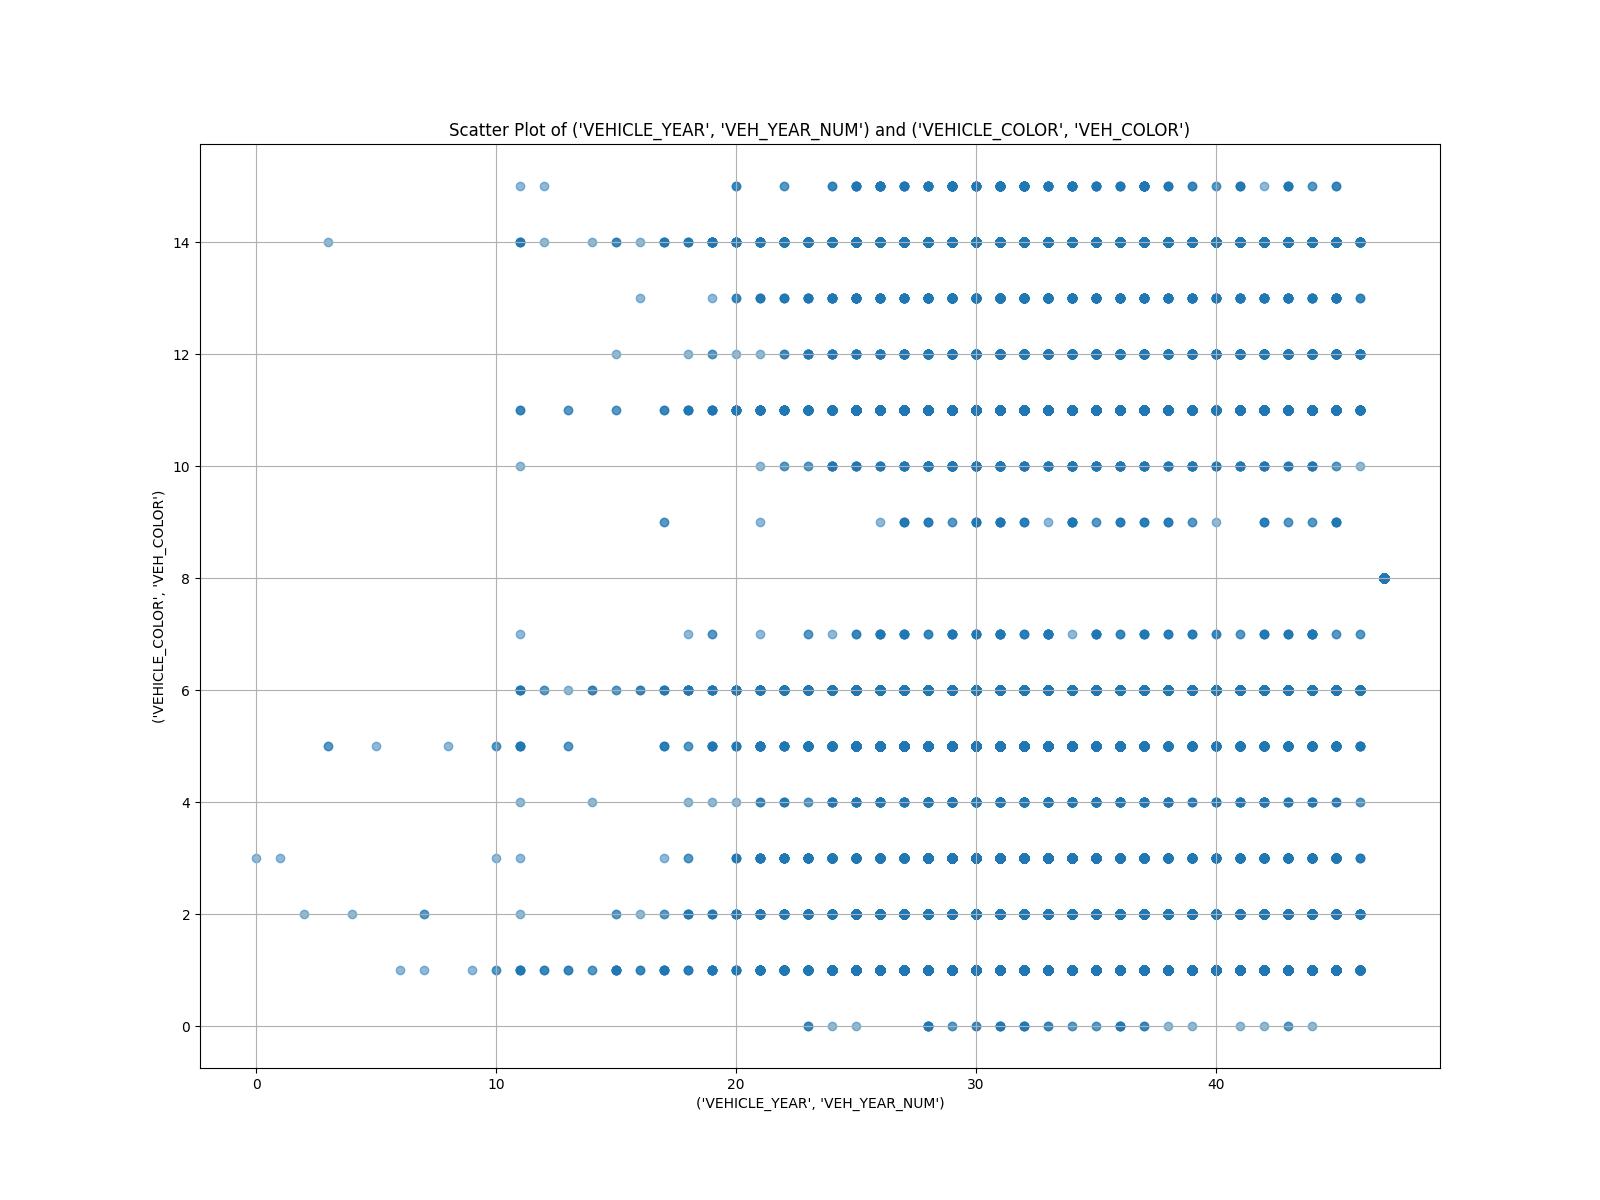 Scatter Plot of ('VEHICLE_YEAR', 'VEH_YEAR_NUM') and ('VEHICLE_COLOR', 'VEH_COLOR')
('VEHICLE_COLOR', 'VEH_COLOR')
14
12
10
8
6
4
2
0
0 10 20 30 40
('VEHICLE_YEAR', 'VEH_YEAR_NUM')